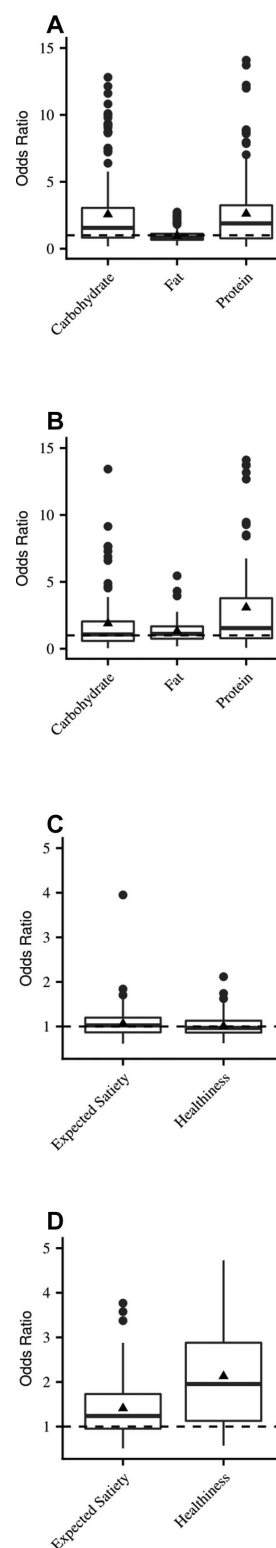 A
15
10
5
0
Odds Ratio
Carbohydrate
Fat
Protein
B
15
10
5
0
Odds Ratio
Carbohydrate
Fat
Protein
C
5
4
3
2
1
Odds Ratio
Expected Satiety
Healthiness
D
5
4
3
2
1
Odds Ratio
Expected Satiety
Healthiness